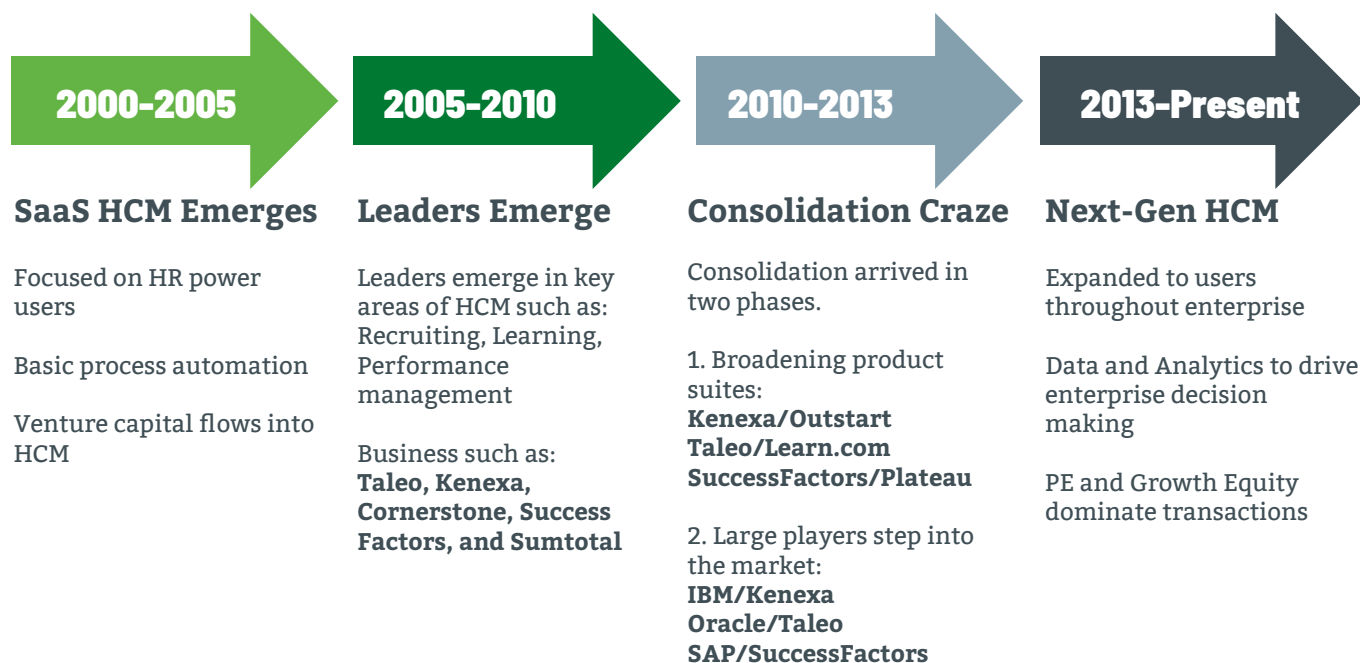 2000-2005
SaaS HCM Emerges
Focused on HR power
users
Basic process automation
Venture capital flows into
HCM
2005-2010
Leaders Emerge
Leaders emerge in key
areas of HCM such as:
Recruiting, Learning,
Performance
management
Business such as:
Taleo, Kenexa,
Cornerstone, Success
Factors, and Sumtotal
2010-2013
Consolidation Craze
Consolidation arrived in
two phases.
1. Broadening product
suites:
Kenexa/Outstart
Taleo/Learn.com
SuccessFactors/Plateau
2. Large players step into
the market:
IBM/Kenexa
Oracle/Taleo
SAP/SuccessFactors
2013-Present
Next-Gen HCM
Expanded to users
throughout enterprise
Data and Analytics to drive
enterprise decision
making
PE and Growth Equity
dominate transactions